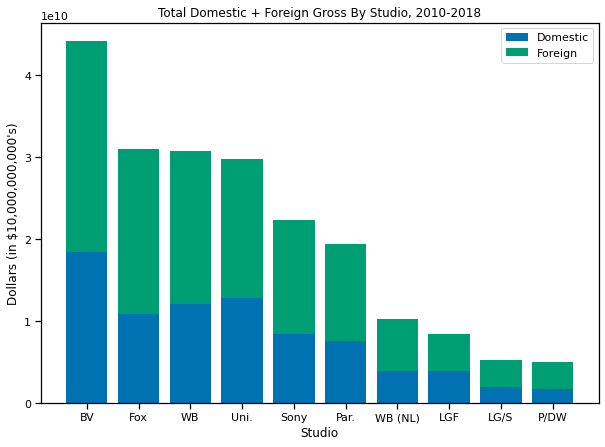 Total Domestic + Foreign Gross By Studio, 2010-2018
1e10
Domestic
Foreign
4
3
2
1
0
Dollars (in $10,000,000,000's)
BV Fox WB Uni. Sony Par. WB (NL) LGF LG/S P/DW
Studio